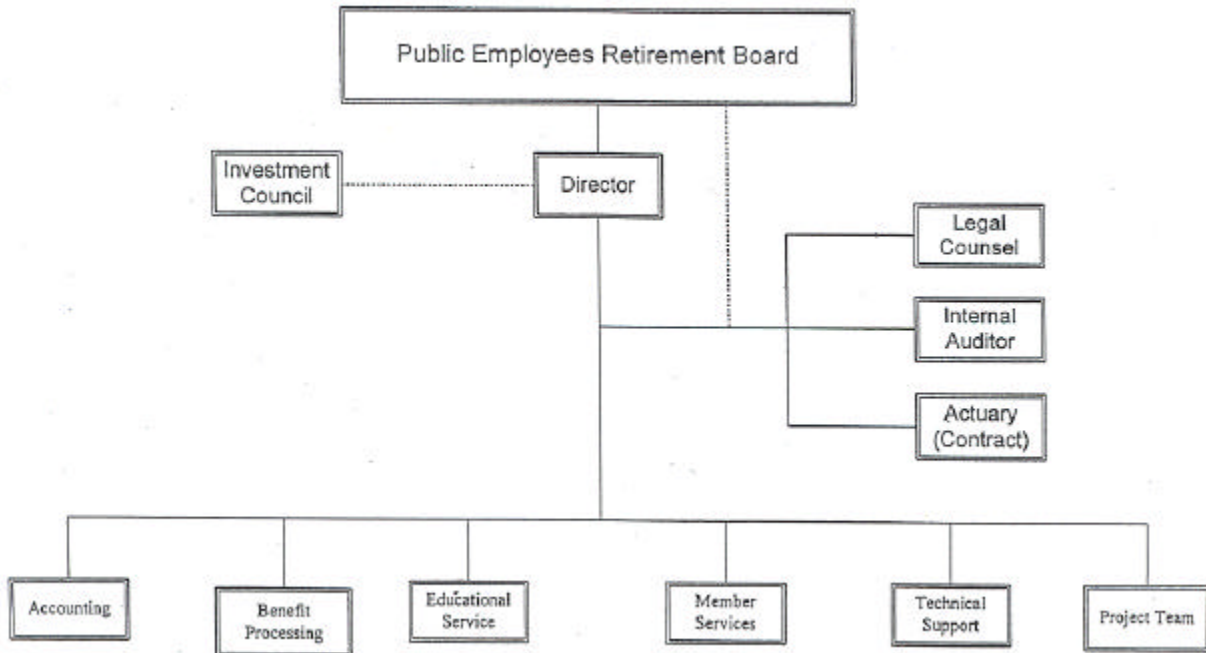 Public Employees Retirement Board
Investment
Council
Director
Legal
Counsel
Internal
Auditor
Actuary
(Contract)
Accounting
Benefit
Processing
Educational
Service
Member
Services
Technical
Support
Project Team